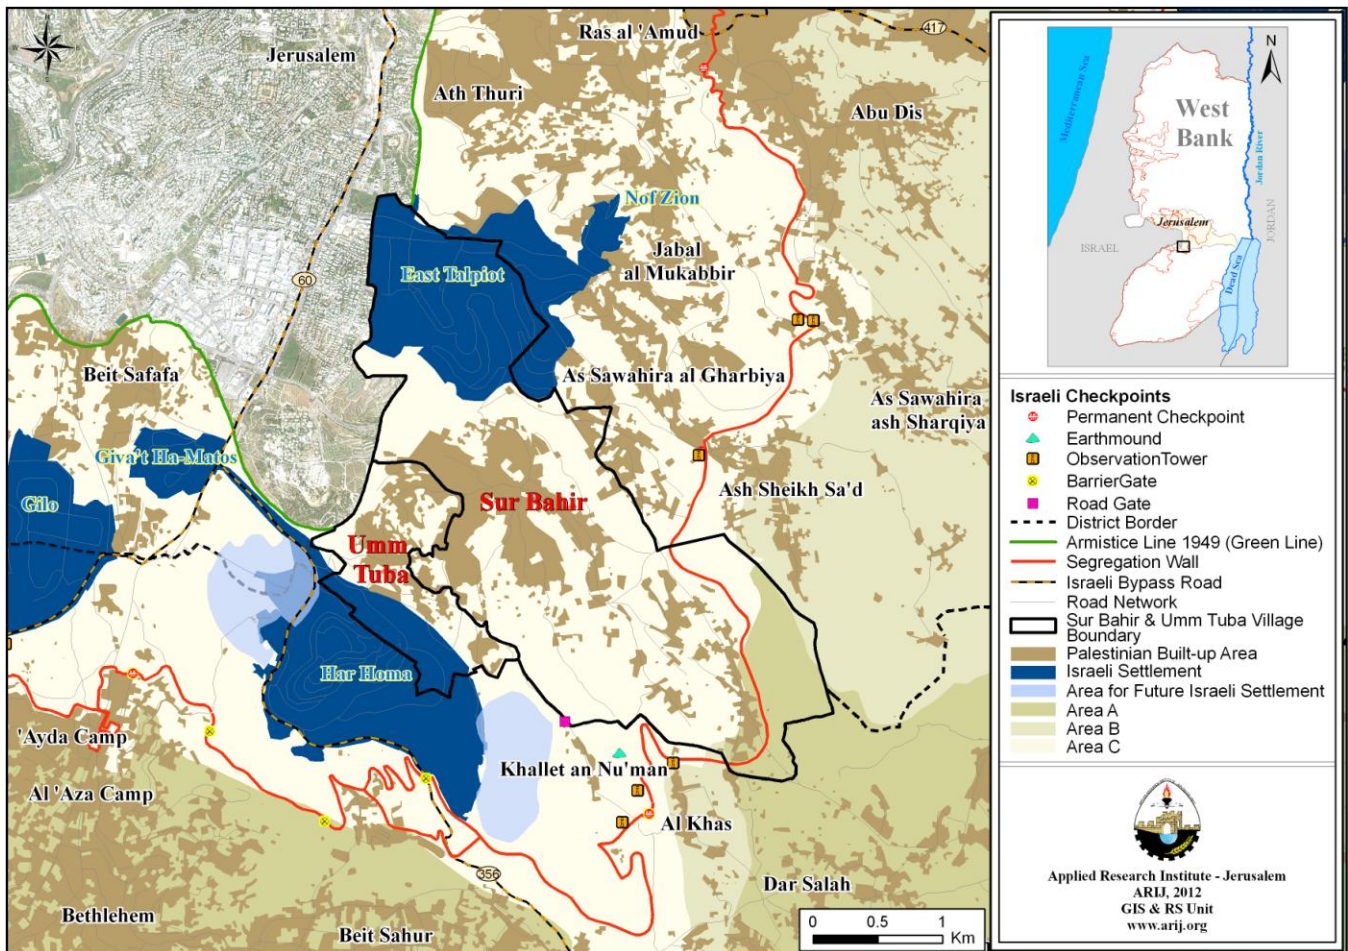 Jerusalem
Ras al 'Amud
417
Ath Thuri
Abu Dis
Nof Zion
Jabal
al Mukabbir
East Talpiot
60
Beit Safafa
As Sawahira al Gharbiya
As Sawahira
ash Sharqiya
Giva't Ha-Matos
Gilo
Sur Bahir
Ash Sheikh Sa'd
Umm
Tuba
Har Homa
'Ayda Camp
Khallet an Nu'man
Al 'Aza Camp
Al Khas
356
Dar Salah
Bethlehem
Beit Sahur
0 0.5 1
Km
N
Mediterranean Sea
West
Bank
Jordan River
Jerusalem
ISRAEL
JORDAN
Dead Sea
Israeli Checkpoints
Permanent Checkpoint
Earthmound
ObservationTower
BarrierGate
Road Gate
District Border
Armistice Line 1949 (Green Line)
Segregation Wall
Israeli Bypass Road
Road Network
Sur Bahir & Umm Tuba Village
Boundary
Palestinian Built-up Area
Israeli Settlement
Area for Future Israeli Settlement
Area A
Area B
Area C
Applied Research Institute - Jerusalem
ARIJ, 2012
GIS & RS Unit
www.arij.org